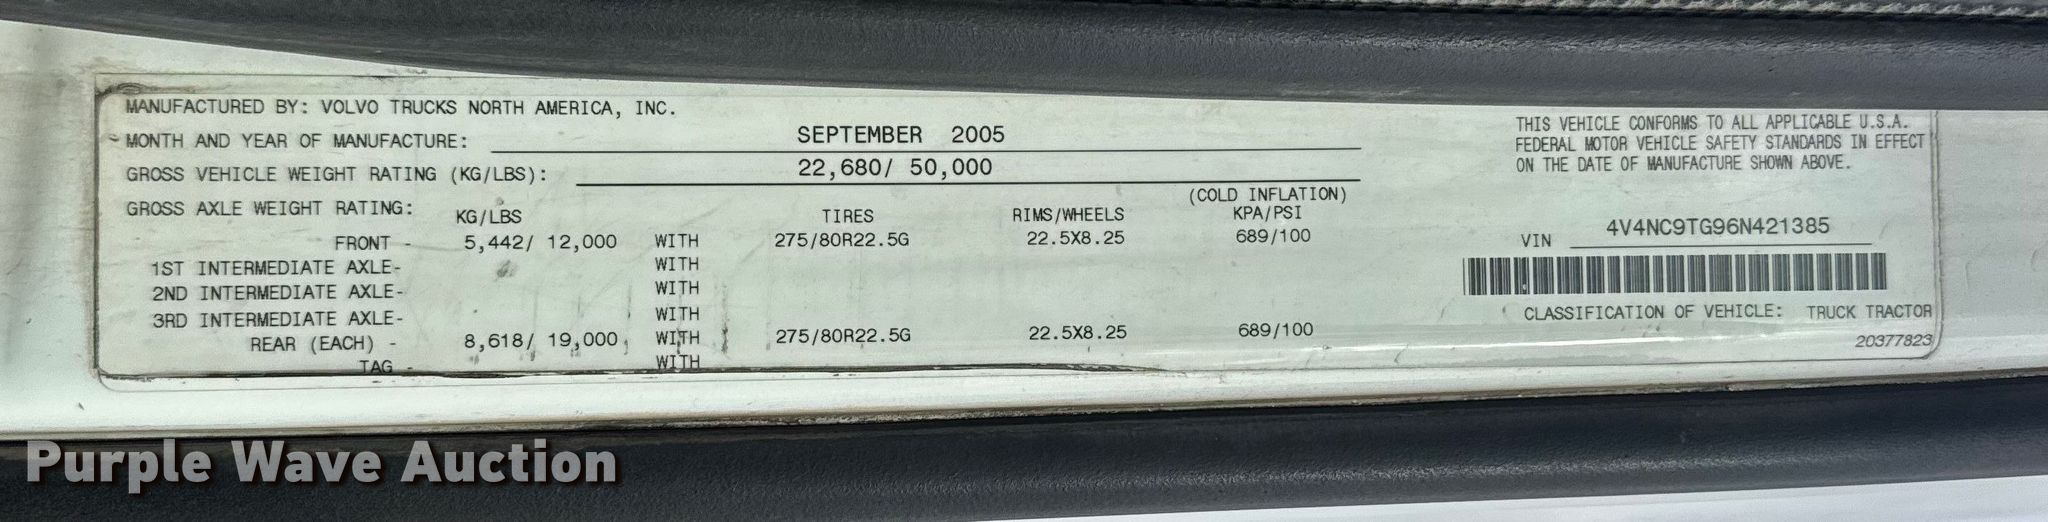 MANUFACTURED BY: VOLVO TRUCKS NORTH AMERICA, INC.
MONTH AND YEAR OF MANUFACTURE: SEPTEMBER 2005
GROSS VEHICLE WEIGHT RATING (KG/LBS): 22,680/ 50,000
GROSS AXLE WEIGHT RATING: KG/LBS TIRES RIMS/WHEELS (COLD INFLATION) KPA/PSI
FRONT - 5,442/ 12,000 WITH 275/80R22.5G 22.5X8.25 689/100
1ST INTERMEDIATE AXLE- WITH
2ND INTERMEDIATE AXLE- WITH
3RD INTERMEDIATE AXLE- WITH
REAR (EACH) - 8,618/ 19,000 WITH 275/80R22.5G 22.5X8.25 689/100
TAG - WITH
THIS VEHICLE CONFORMS TO ALL APPLICABLE U.S.A.
FEDERAL MOTOR VEHICLE SAFETY STANDARDS IN EFFECT
ON THE DATE OF MANUFACTURE SHOWN ABOVE.
VIN 4V4NC9TG96N421385
CLASSIFICATION OF VEHICLE: TRUCK TRACTOR
20377823
Purple Wave Auction